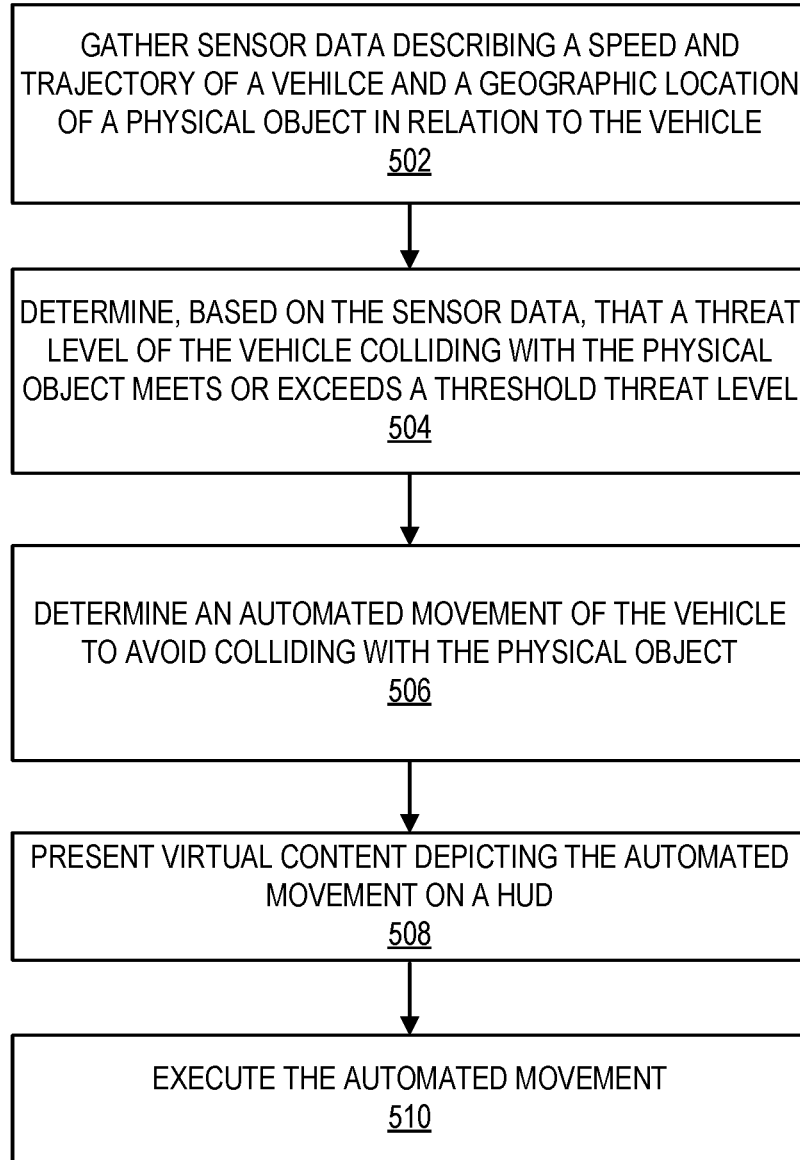 GATHER SENSOR DATA DESCRIBING A SPEED AND
TRAJECTORY OF A VEHILCE AND A GEOGRAPHIC LOCATION
OF A PHYSICAL OBJECT IN RELATION TO THE VEHICLE
502
DETERMINE, BASED ON THE SENSOR DATA, THAT A THREAT
LEVEL OF THE VEHICLE COLLIDING WITH THE PHYSICAL
OBJECT MEETS OR EXCEEDS A THRESHOLD THREAT LEVEL
504
DETERMINE AN AUTOMATED MOVEMENT OF THE VEHICLE
TO AVOID COLLIDING WITH THE PHYSICAL OBJECT
506
PRESENT VIRTUAL CONTENT DEPICTING THE AUTOMATED
MOVEMENT ON A HUD
508
EXECUTE THE AUTOMATED MOVEMENT
510